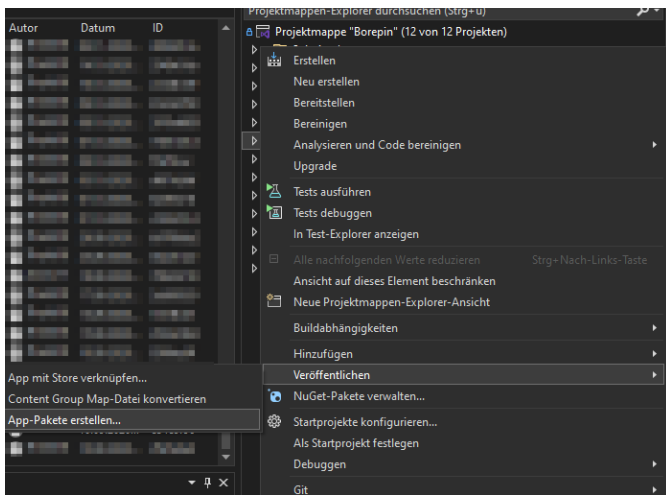 Projektmappen-Explorer durchsuchen (Strg+ü)
Autor Datum ID
Projektmappe "Borepin" (12 von 12 Projekten)
Erstellen
Neu erstellen
Bereitstellen
Bereinigen
Analysieren und Code bereinigen
Upgrade
Tests ausführen
Tests debuggen
In Test-Explorer anzeigen
Alle nachfolgenden Werte reduzieren Strg+Nach-Links-Taste
Ansicht auf dieses Element beschränken
Neue Projektmappen-Explorer-Ansicht
Buildabhängigkeiten
Hinzufügen
Veröffentlichen
App mit Store verknüpfen...
Content Group Map-Datei konvertieren
App-Pakete erstellen...
NuGet-Pakete verwalten...
Startprojekte konfigurieren...
Als Startprojekt festlegen
Debuggen
Git